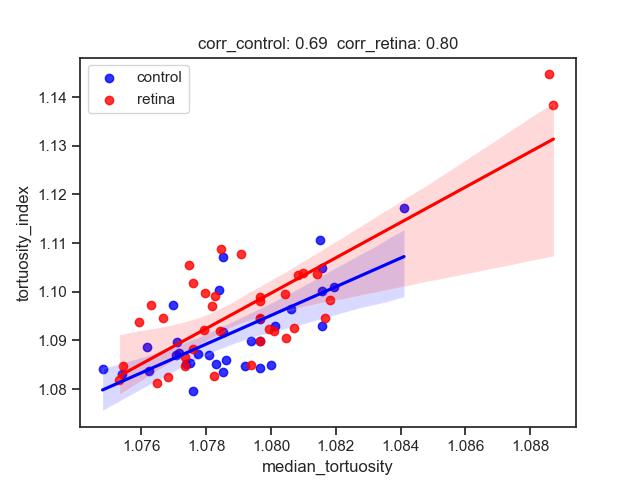 corr_control: 0.69  corr_retina: 0.80
control
retina
tortuosity_index
1.14
1.13
1.12
1.11
1.10
1.09
1.08
1.076 1.078 1.080 1.082 1.084 1.086 1.088
median_tortuosity